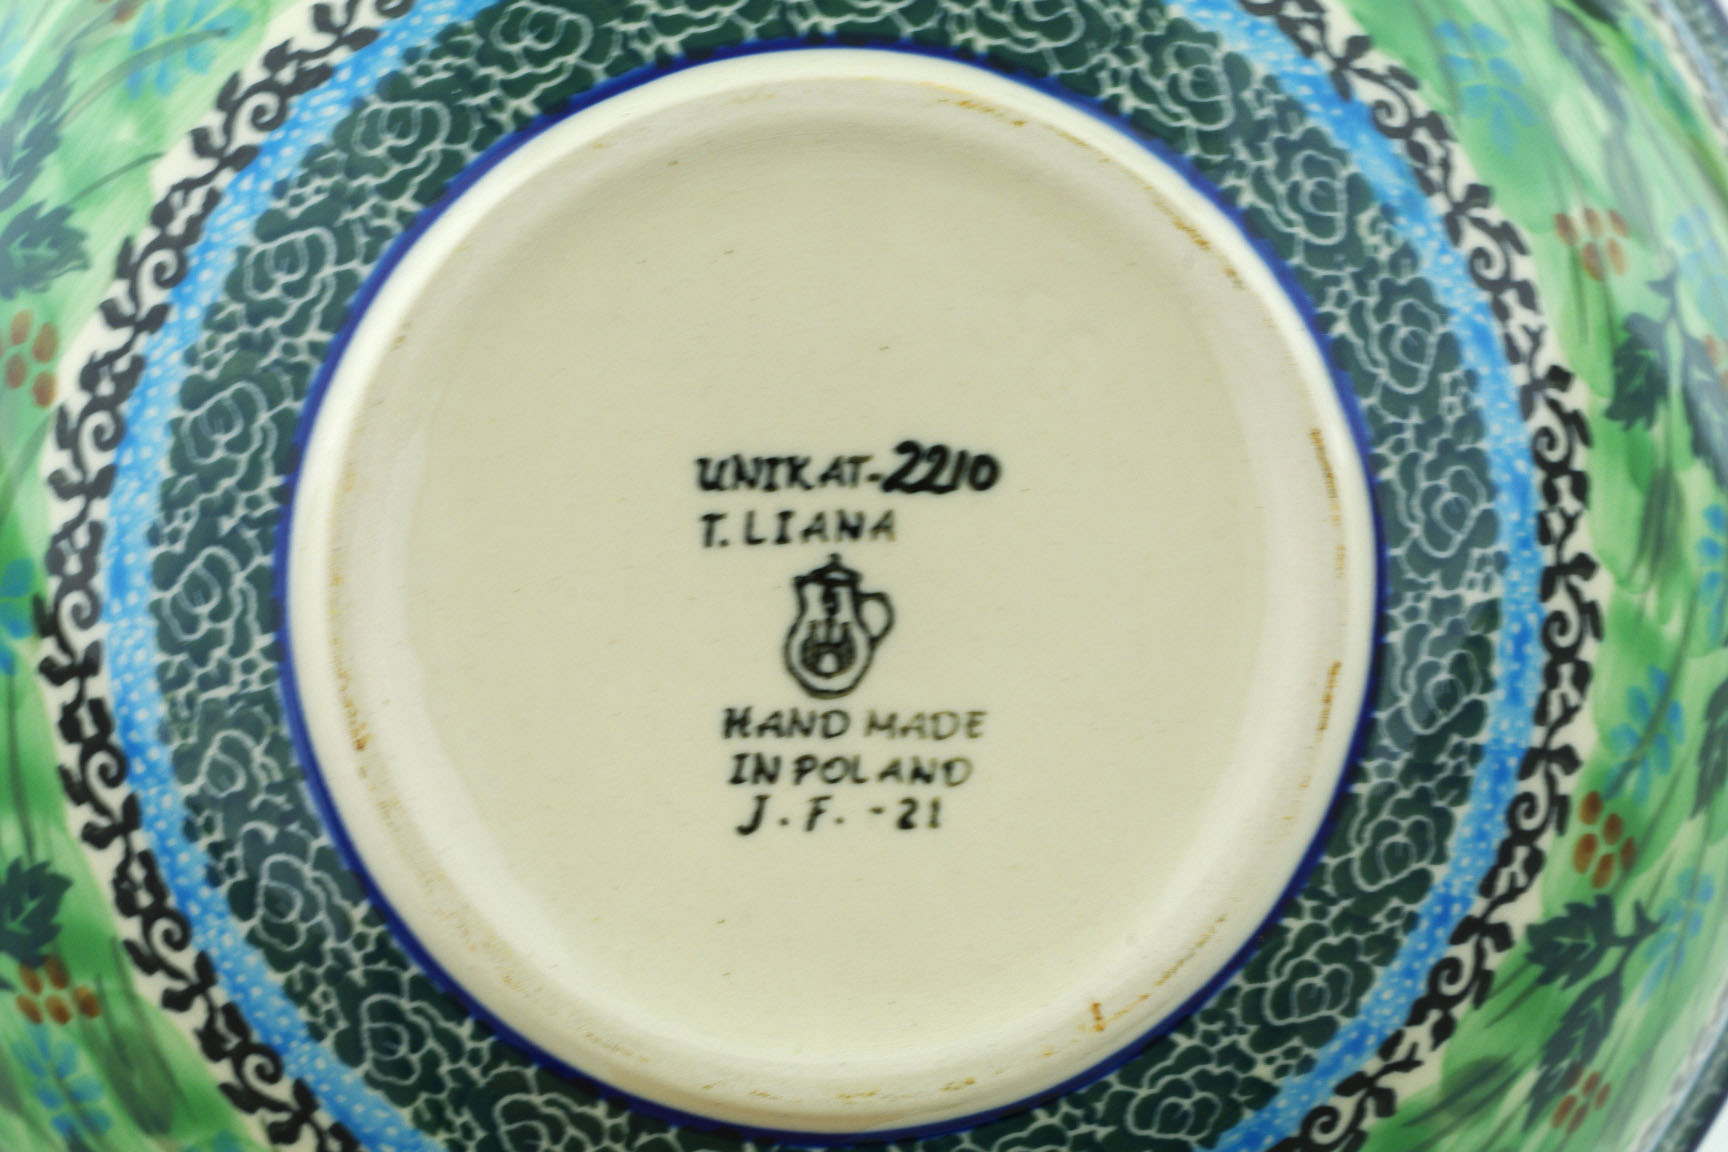 UNIKAT-2210
T. LIANA
HAND MADE
IN POLAND
J. F. -21